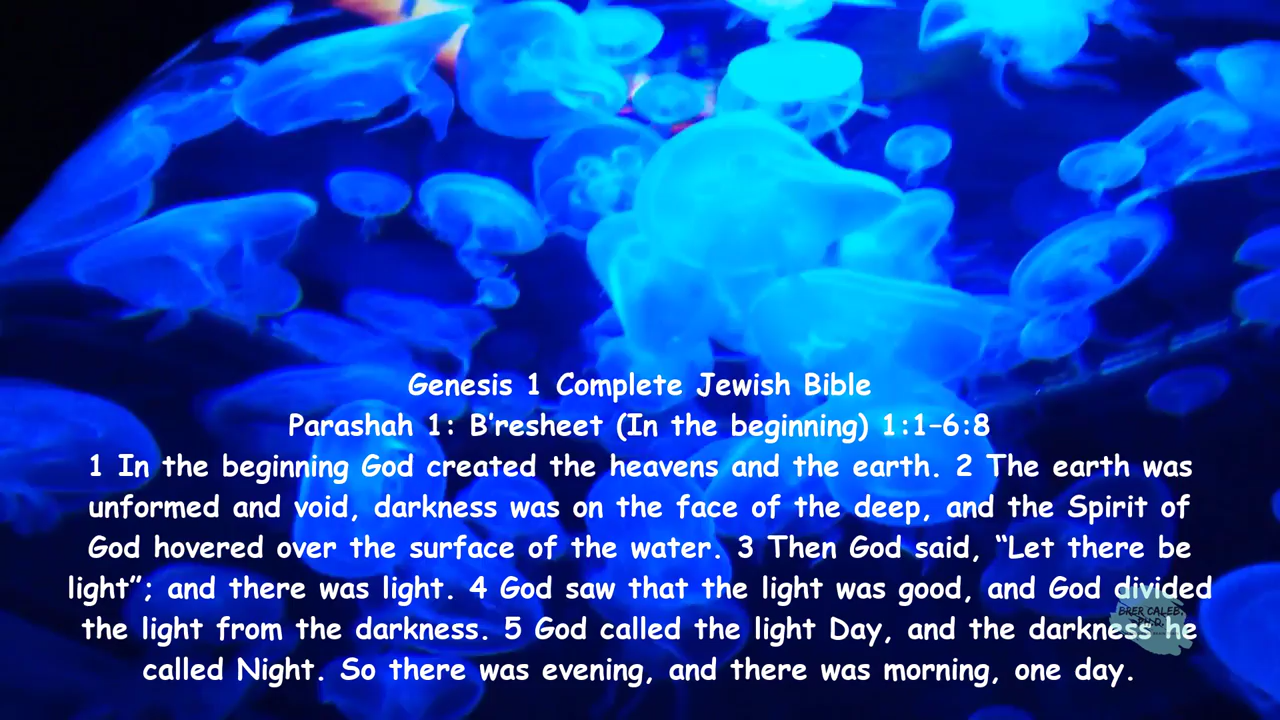 Genesis 1 Complete Jewish Bible
Parashah 1: B’resheet (In the beginning) 1:1–6:8
1 In the beginning God created the heavens and the earth. 2 The earth was
unformed and void, darkness was on the face of the deep, and the Spirit of
God hovered over the surface of the water. 3 Then God said, “Let there be
light”; and there was light. 4 God saw that the light was good, and God divided
the light from the darkness. 5 God called the light Day, and the darkness he
called Night. So there was evening, and there was morning, one day.
BRER CALEB,
PH.D.